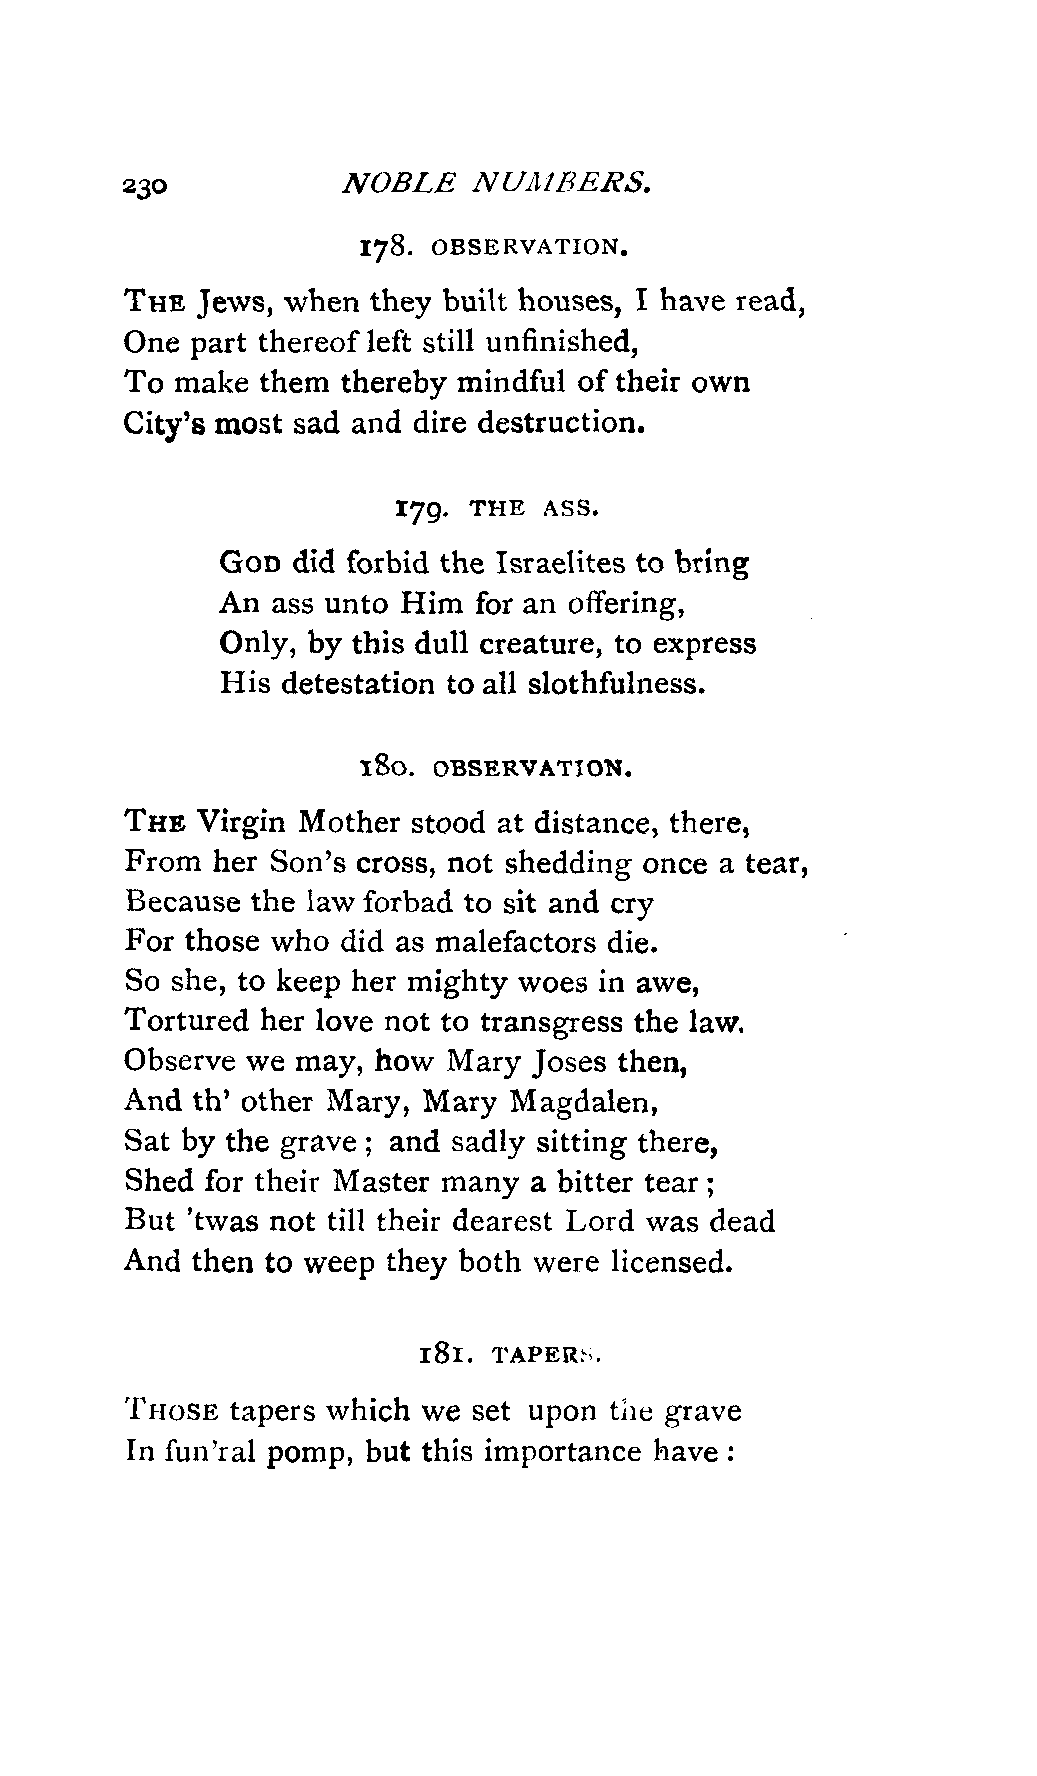 230 NOBLE NUMBERS.
178. OBSERVATION.
THE Jews, when they built houses, I have read,
One part thereof left still unfinished,
To make them thereby mindful of their own
City's most sad and dire destruction.
179. THE ASS.
GOD did forbid the Israelites to bring
An ass unto Him for an offering,
Only, by this dull creature, to express
His detestation to all slothfulness.
180. OBSERVATION.
THE Virgin Mother stood at distance, there,
From her Son's cross, not shedding once a tear,
Because the law forbad to sit and cry
For those who did as malefactors die.
So she, to keep her mighty woes in awe,
Tortured her love not to transgress the law.
Observe we may, how Mary Joses then,
And th' other Mary, Mary Magdalen,
Sat by the grave ; and sadly sitting there,
Shed for their Master many a bitter tear ;
But 'twas not till their dearest Lord was dead
And then to weep they both were licensed.
181. TAPERS.
THOSE tapers which we set upon the grave
In fun'ral pomp, but this importance have :